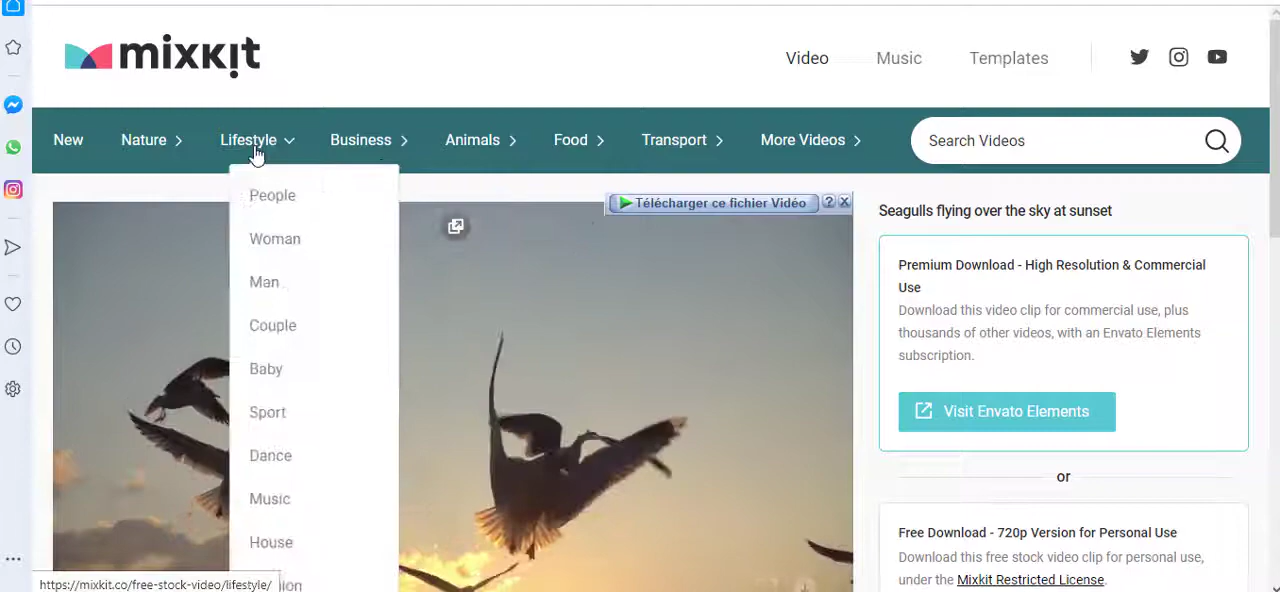 mixkit
Video Music Templates
New Nature Lifestyle Business Animals Food Transport More Videos Search Videos
People
Woman
Man
Couple
Baby
Sport
Dance
Music
House
Télécharger ce fichier Vidéo ? X
Seagulls flying over the sky at sunset
Premium Download - High Resolution & Commercial
Use
Download this video clip for commercial use, plus
thousands of other videos, with an Envato Elements
subscription.
Visit Envato Elements
or
Free Download - 720p Version for Personal Use
Download this free stock video clip for personal use,
under the Mixkit Restricted License.
https://mixkit.co/free-stock-video/lifestyle/